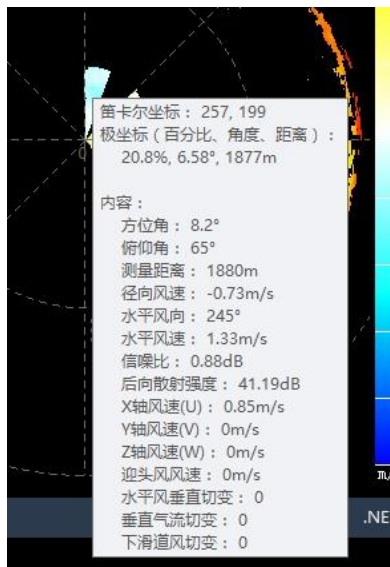 笛卡尔坐标： 257, 199
极坐标（百分比、角度、距离）：
20.8%, 6.58°, 1877m
内容：
方位角： 8.2°
俯仰角： 65°
测量距离： 1880m
径向风速： -0.73m/s
水平风向： 245°
水平风速： 1.33m/s
信噪比： 0.88dB
后向散射强度： 41.19dB
X轴风速(U)： 0.85m/s
Y轴风速(V)： 0m/s
Z轴风速(W)： 0m/s
迎头风风速： 0m/s
水平风垂直切变： 0
垂直气流切变： 0
下滑道风切变： 0
m/
.NE